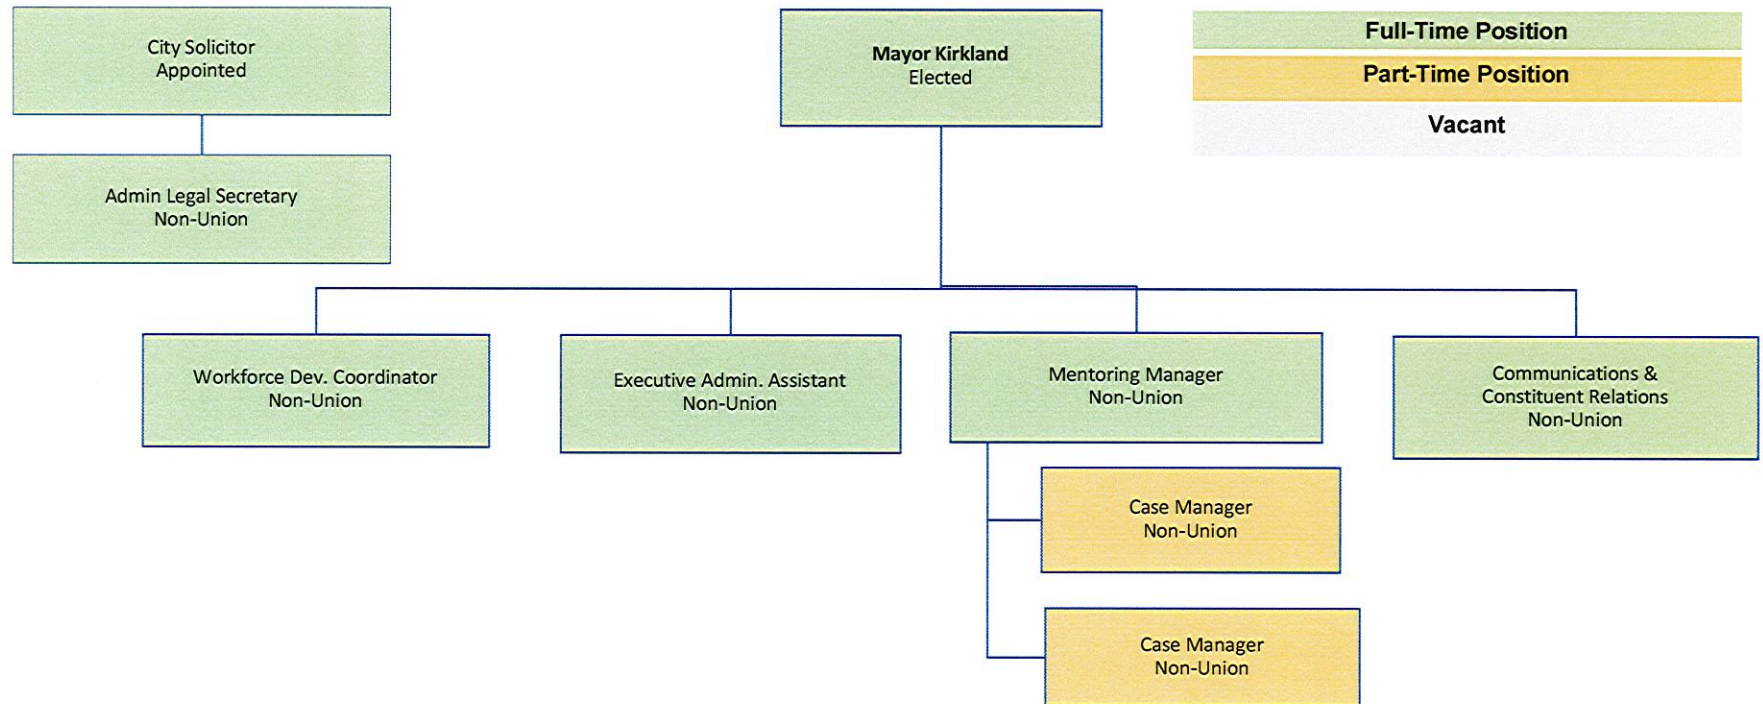 City Solicitor
Appointed
Mayor Kirkland
Elected
Full-Time Position
Part-Time Position
Vacant
Admin Legal Secretary
Non-Union
Workforce Dev. Coordinator
Non-Union
Executive Admin. Assistant
Non-Union
Mentoring Manager
Non-Union
Communications &
Constituent Relations
Non-Union
Case Manager
Non-Union
Case Manager
Non-Union